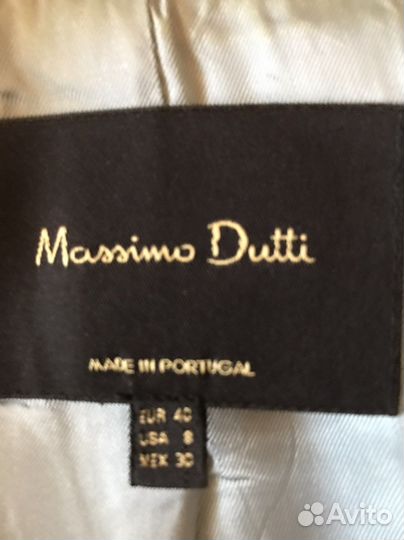 Massimo Dutti
MADE IN PORTUGAL
EUR 40
USA 8
MEX 30
Avito